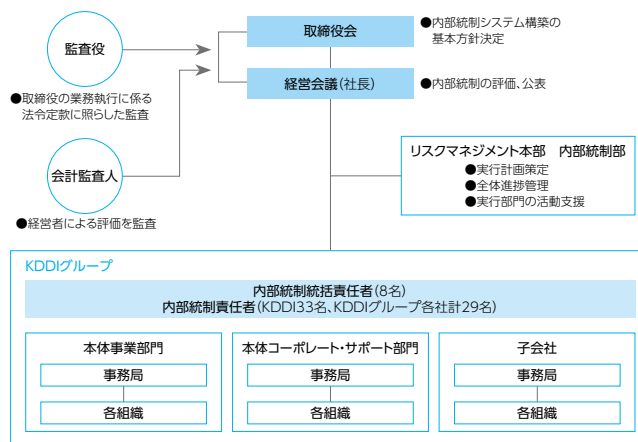 監査役
●取締役の業務執行に係る
法令定款に照らした監査
会計監査人
●経営者による評価を監査
取締役会
●内部統制システム構築の
基本方針決定
経営会議(社長)
●内部統制の評価、公表
リスクマネジメント本部　内部統制部
●実行計画策定
●全体進捗管理
●実行部門の活動支援
KDDIグループ
内部統制統括責任者(8名)
内部統制責任者(KDDI33名、KDDIグループ各社計29名)
本体事業部門
事務局
各組織
本体コーポレート・サポート部門
事務局
各組織
子会社
事務局
各組織